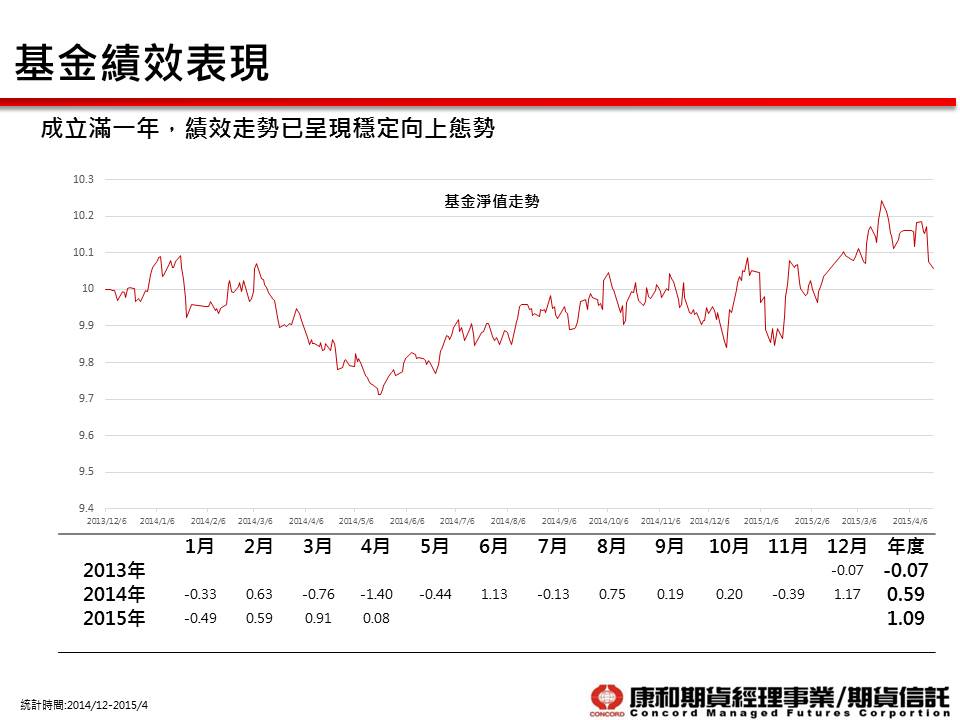 基金績效表現
成立滿一年，績效走勢已呈現穩定向上態勢
基金淨值走勢
10.3
10.2
10.1
10
9.9
9.8
9.7
9.6
9.5
9.4
2013/12/6 2014/1/6 2014/2/6 2014/3/6 2014/4/6 2014/5/6 2014/6/6 2014/7/6 2014/8/6 2014/9/6 2014/10/6 2014/11/6 2014/12/6 2015/1/6 2015/2/6 2015/3/6 2015/4/6
1月 2月 3月 4月 5月 6月 7月 8月 9月 10月 11月 12月 年度
2013年 -0.07 -0.07
2014年 -0.33 0.63 -0.76 -1.40 -0.44 1.13 -0.13 0.75 0.19 0.20 -0.39 1.17 0.59
2015年 -0.49 0.59 0.91 0.08 1.09
統計時間:2014/12-2015/4
CONCORD
康和期貨經理事業/期貨信託
Concord Managed Futures Corportion